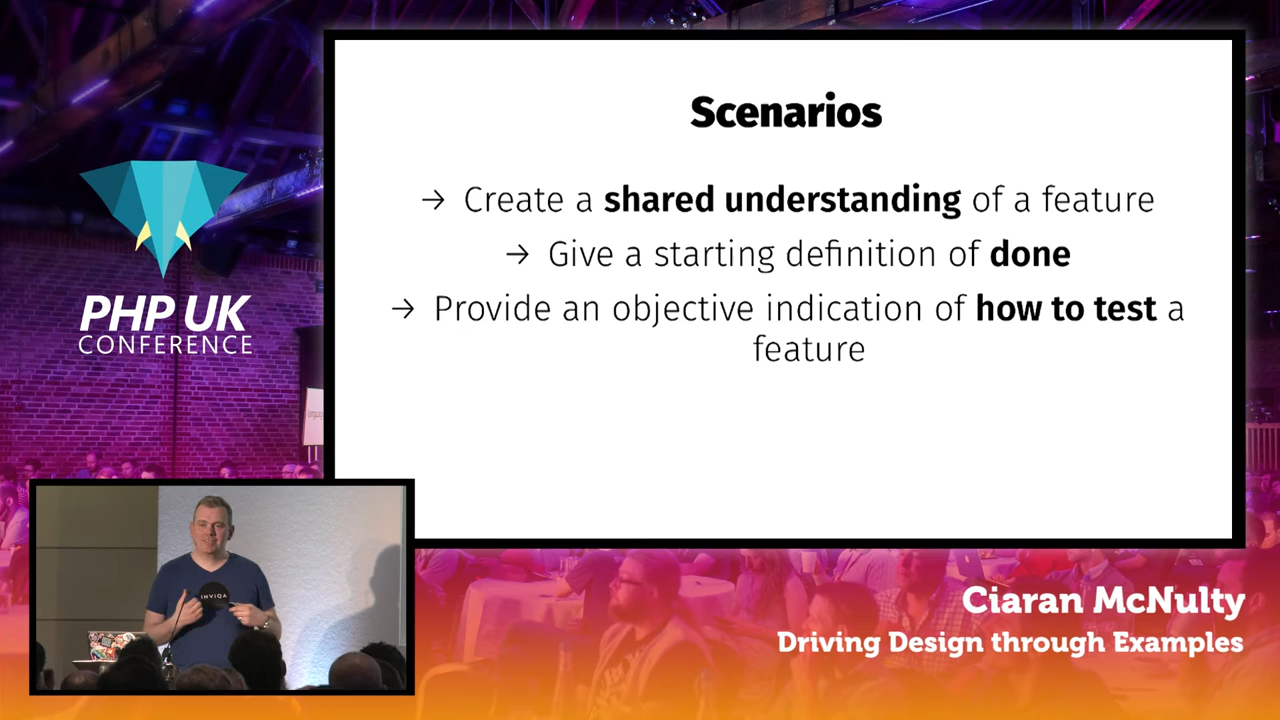 Scenarios
→ Create a shared understanding of a feature
→ Give a starting definition of done
→ Provide an objective indication of how to test a
feature
PHP UK
CONFERENCE
INVIQA
Ciaran McNulty
Driving Design through Examples